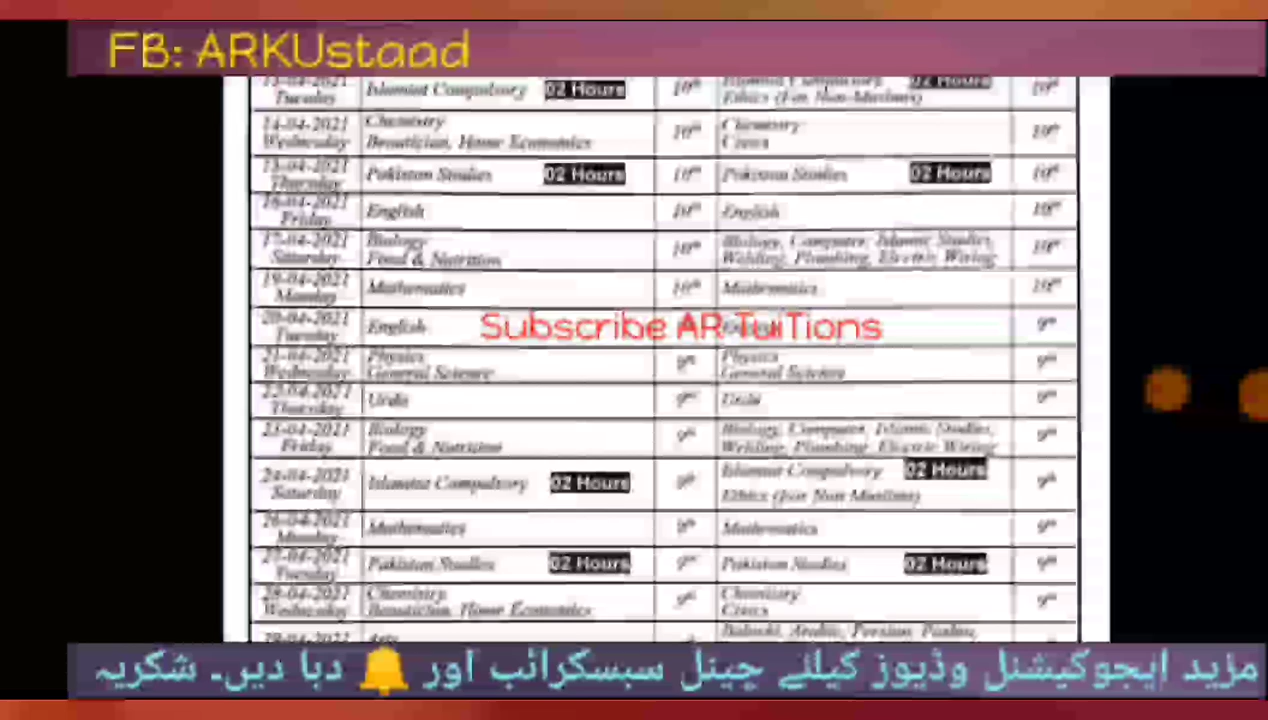 FB: ARKUstaad
Tuesday Islamiat Compulsory 02 Hours 10th Islamiat Compulsory 02 Hours 10th
Ethics (For Non-Muslims)
14-04-2021 Chemistry 10th Chemistry 10th
Wednesday Beautician, Home Economics Civics
Thursday Pakistan Studies 02 Hours 10th Pakistan Studies 02 Hours 10th
16-04-2021 English 10th English 10th
Friday
17-04-2021 Biology 10th Biology, Computer, Islamic Studies, 10th
Saturday Food & Nutrition Welding, Plumbing, Electric Wiring
19-04-2021 Mathematics 10th Mathematics 10th
Monday
20-04-2021 English Subscribe AR TuiTions 9th
Tuesday
21-04-2021 Physics 9th Physics 9th
Wednesday General Science General Science
22-04-2021 Urdu 9th Urdu 9th
Thursday
23-04-2021 Biology 9th Biology, Computer, Islamic Studies, 9th
Friday Food & Nutrition Welding, Plumbing, Electric Wiring
24-04-2021 Islamiat Compulsory 02 Hours 9th Islamiat Compulsory 02 Hours 9th
Saturday Ethics (For Non Muslims)
26-04-2021 Mathematics 9th Mathematics 9th
Monday
27-04-2021 Pakistan Studies 02 Hours 9th Pakistan Studies 02 Hours 9th
Tuesday
28-04-2021 Chemistry 9th Chemistry 9th
Wednesday Beautician, Home Economics Civics
29-04-2021 Arts Balochi, Arabic, Persian, Pashto,
مزید ایجوکیشنل وڈیوز کیلئے چینل سبسکرائب اور 🔔 دبا دیں۔ شکریہ